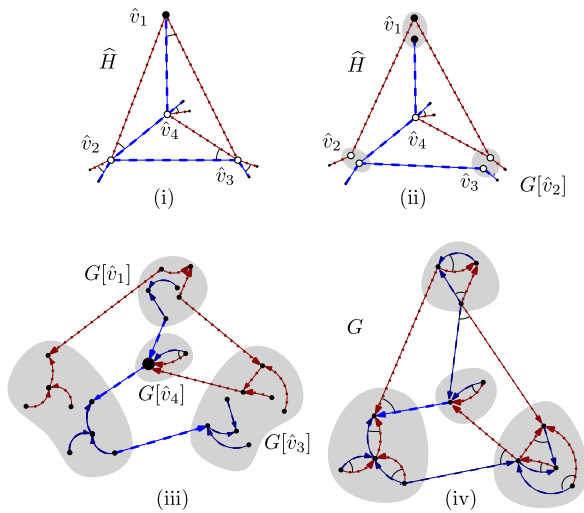 v̂₁
Ĥ
v̂₄
v̂₂
v̂₃
(i)
v̂₁
Ĥ
v̂₄
v̂₂
v̂₃
G[v̂₂]
(ii)
G[v̂₁]
G[v̂₄]
G[v̂₃]
(iii)
G
(iv)